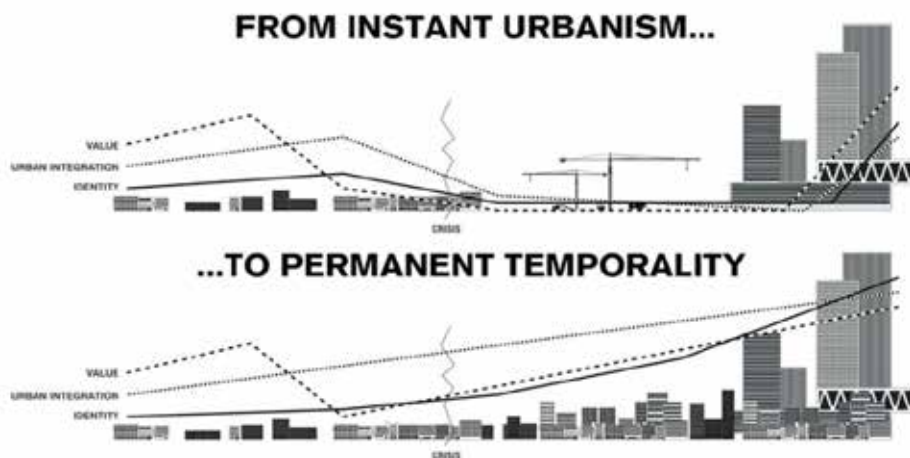 FROM INSTANT URBANISM...
VALUE
URBAN INTEGRATION
IDENTITY
CRISIS
...TO PERMANENT TEMPORALITY
VALUE
URBAN INTEGRATION
IDENTITY
CRISIS